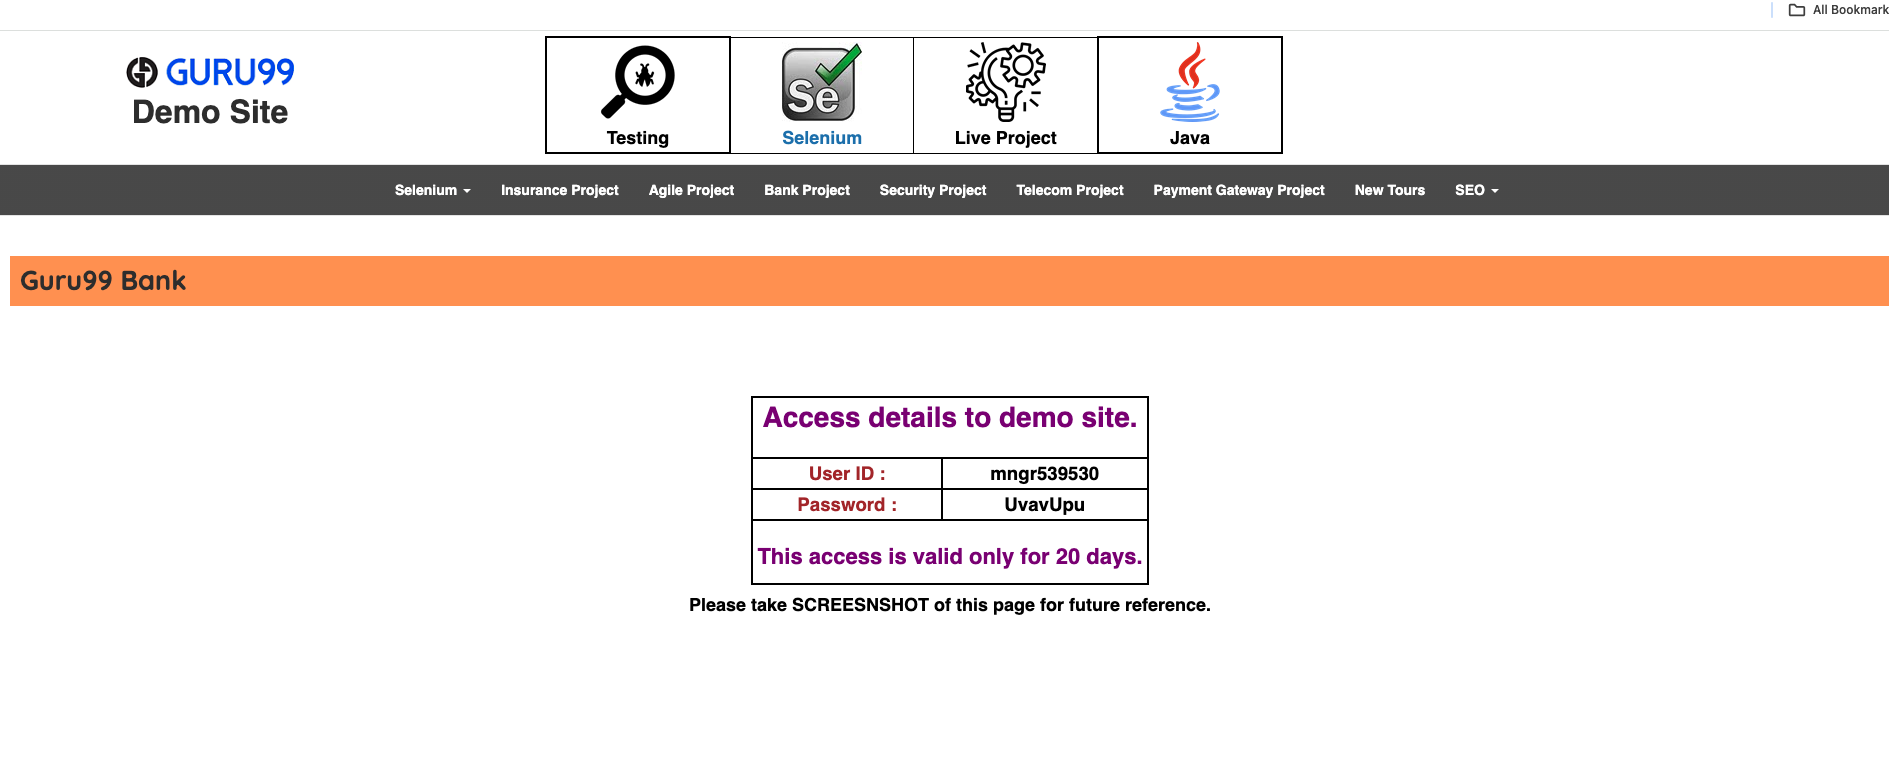 All Bookmark
GURU99
Demo Site
Testing
Se
Selenium
Live Project
Java
Selenium
Insurance Project
Agile Project
Bank Project
Security Project
Telecom Project
Payment Gateway Project
New Tours
SEO
Guru99 Bank
Access details to demo site.
User ID : mngr539530
Password : UvavUpu
This access is valid only for 20 days.
Please take SCREESNSHOT of this page for future reference.